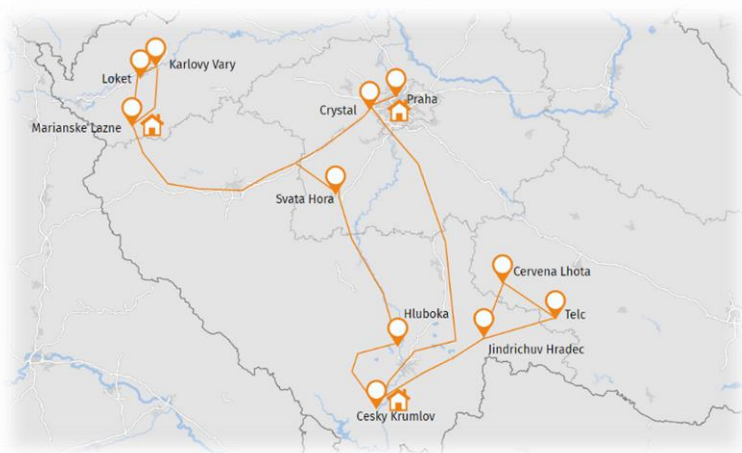 Karlovy Vary
Loket
Praha
Crystal
Marianske Lazne
Svata Hora
Cervena Lhota
Hluboka
Telc
Jindrichuv Hradec
Cesky Krumlov